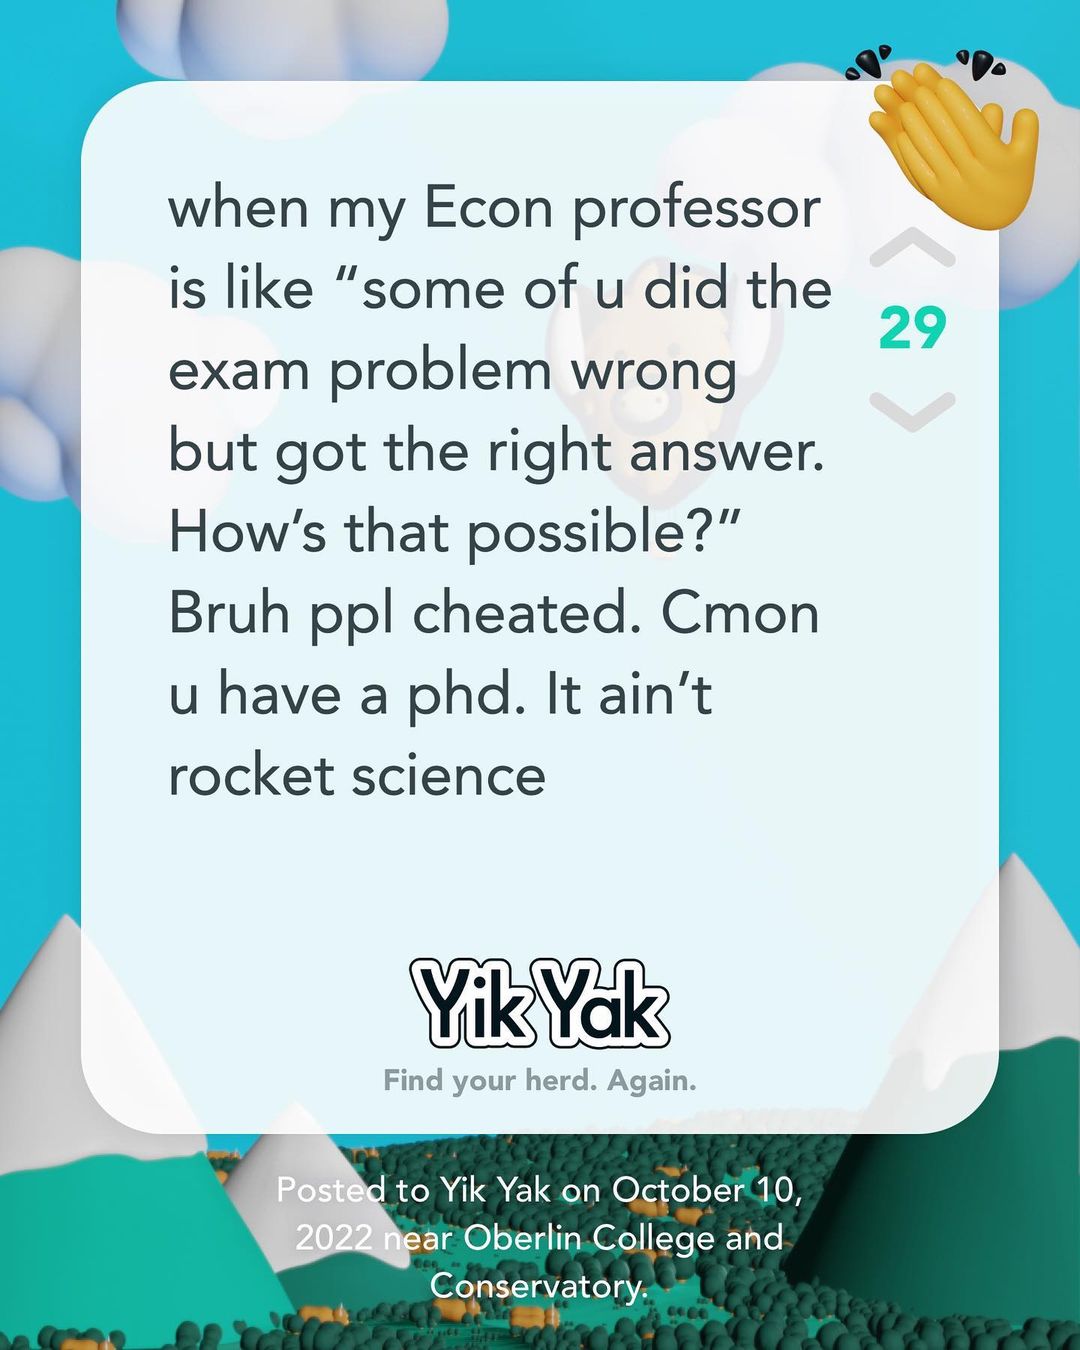 when my Econ professor
is like “some of u did the
exam problem wrong
but got the right answer.
How’s that possible?”
Bruh ppl cheated. Cmon
u have a phd. It ain’t
rocket science
29
Yik Yak
Find your herd. Again.
Posted to Yik Yak on October 10,
2022 near Oberlin College and
Conservatory.